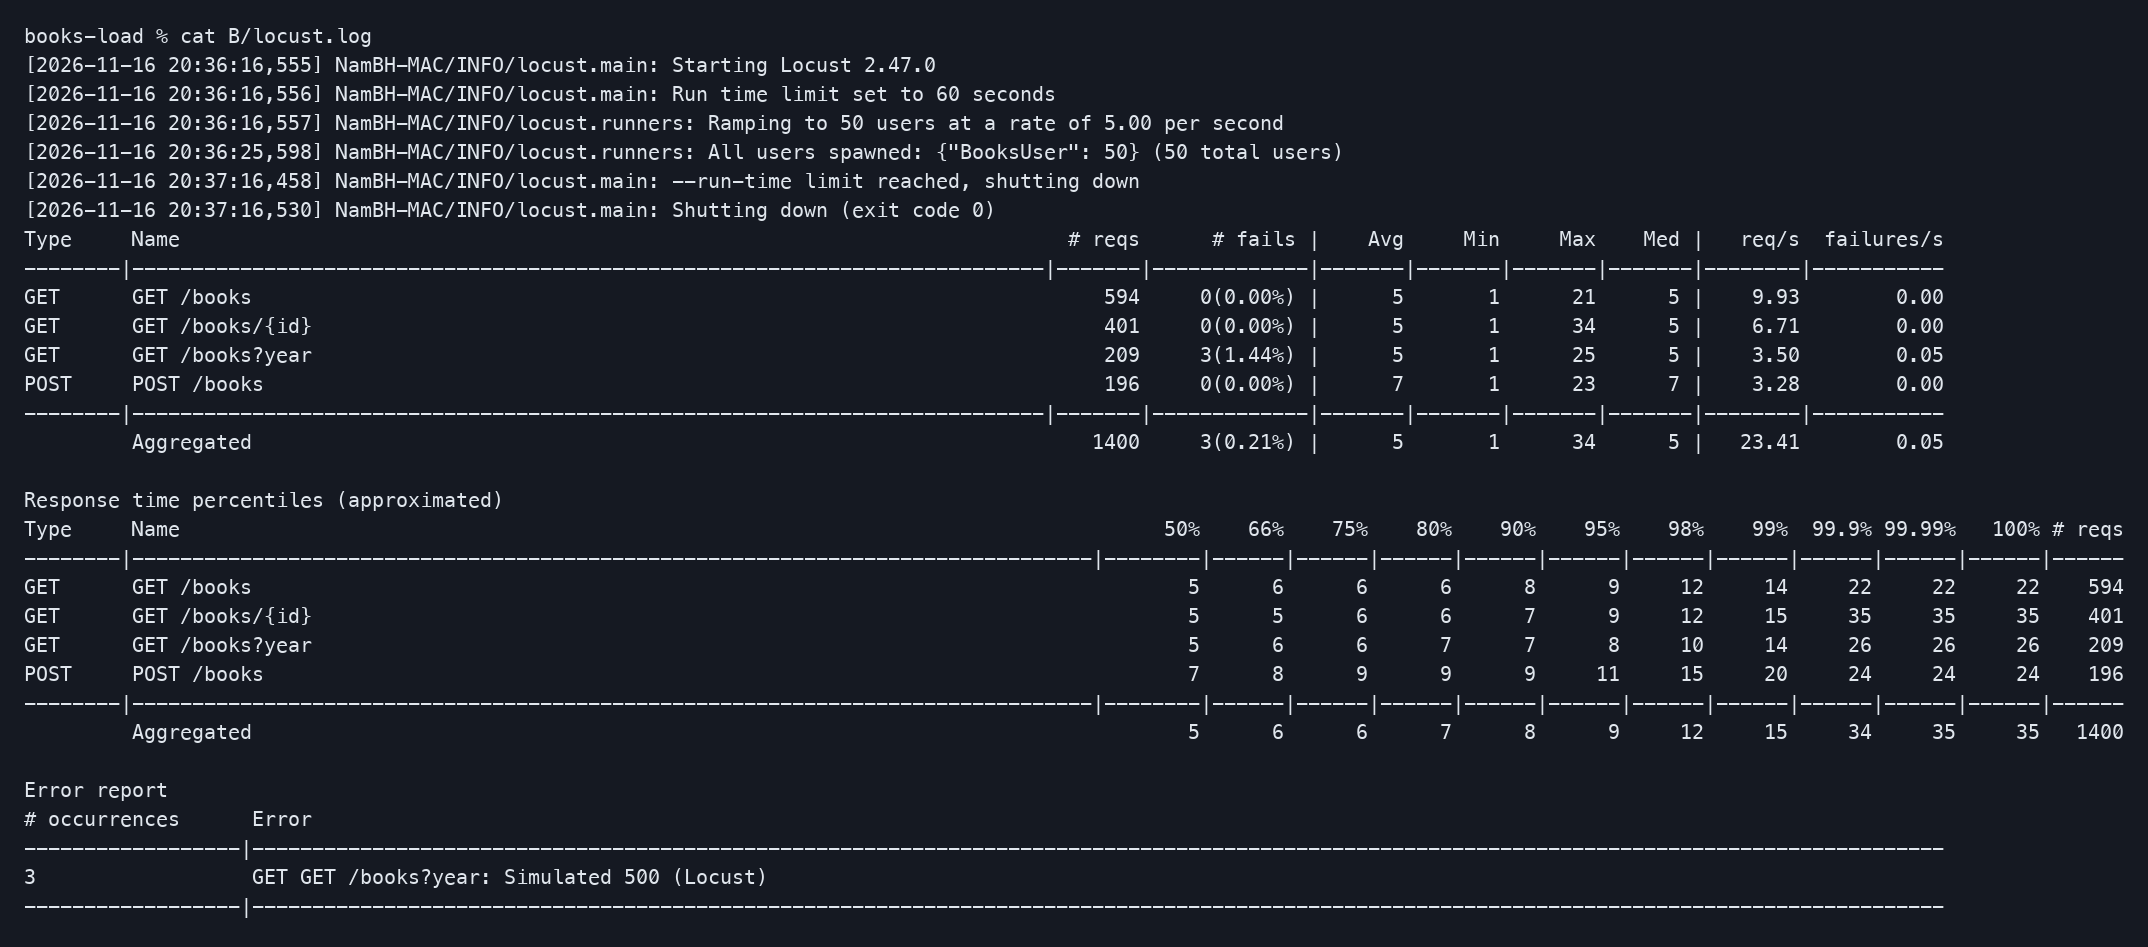 books-load % cat B/locust.log
[2026-11-16 20:36:16,555] NamBH-MAC/INFO/locust.main: Starting Locust 2.47.0
[2026-11-16 20:36:16,556] NamBH-MAC/INFO/locust.main: Run time limit set to 60 seconds
[2026-11-16 20:36:16,557] NamBH-MAC/INFO/locust.runners: Ramping to 50 users at a rate of 5.00 per second
[2026-11-16 20:36:25,598] NamBH-MAC/INFO/locust.runners: All users spawned: {"BooksUser": 50} (50 total users)
[2026-11-16 20:37:16,458] NamBH-MAC/INFO/locust.main: --run-time limit reached, shutting down
[2026-11-16 20:37:16,530] NamBH-MAC/INFO/locust.main: Shutting down (exit code 0)
Type     Name                                                                          # reqs      # fails |    Avg     Min     Max    Med |   req/s  failures/s
--------|----------------------------------------------------------------------------|-------|-------------|-------|-------|-------|-------|--------|-----------
GET      GET /books                                                                       594     0(0.00%) |      5       1      21      5 |    9.93        0.00
GET      GET /books/{id}                                                                  401     0(0.00%) |      5       1      34      5 |    6.71        0.00
GET      GET /books?year                                                                  209     3(1.44%) |      5       1      25      5 |    3.50        0.05
POST     POST /books                                                                      196     0(0.00%) |      7       1      23      7 |    3.28        0.00
--------|----------------------------------------------------------------------------|-------|-------------|-------|-------|-------|-------|--------|-----------
         Aggregated                                                                      1400     3(0.21%) |      5       1      34      5 |   23.41        0.05
Response time percentiles (approximated)
Type     Name                                                                                  50%    66%    75%    80%    90%    95%    98%    99%  99.9% 99.99%   100% # reqs
--------|--------------------------------------------------------------------------------|--------|------|------|------|------|------|------|------|------|------|------|------
GET      GET /books                                                                              5      6      6      6      8      9     12     14     22     22     22    594
GET      GET /books/{id}                                                                         5      5      6      6      7      9     12     15     35     35     35    401
GET      GET /books?year                                                                         5      6      6      7      7      8     10     14     26     26     26    209
POST     POST /books                                                                             7      8      9      9      9     11     15     20     24     24     24    196
--------|--------------------------------------------------------------------------------|--------|------|------|------|------|------|------|------|------|------|------|------
         Aggregated                                                                              5      6      6      7      8      9     12     15     34     35     35   1400
Error report
# occurrences      Error
------------------|---------------------------------------------------------------------------------------------------------------------------------------------
3                  GET GET /books?year: Simulated 500 (Locust)
------------------|---------------------------------------------------------------------------------------------------------------------------------------------